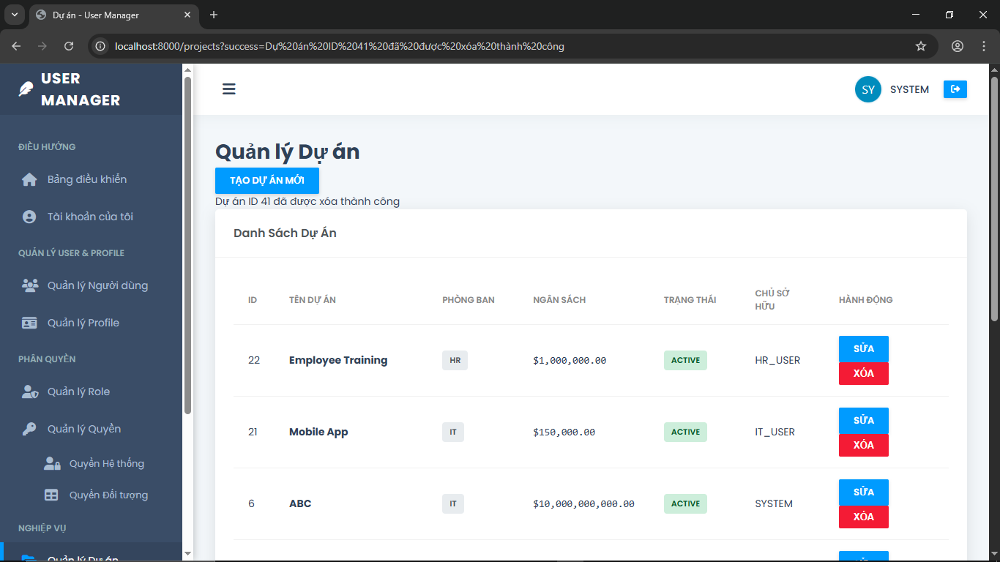 Dự án - User Manager
localhost:8000/projects?success=Dự%20án%20ID%2041%20đã%20được%20xóa%20thành%20công
USER
MANAGER
SY
SYSTEM
ĐIỀU HƯỚNG
Bảng điều khiển
Tài khoản của tôi
QUẢN LÝ USER & PROFILE
Quản lý Người dùng
Quản lý Profile
PHÂN QUYỀN
Quản lý Role
Quản lý Quyền
Quyền Hệ thống
Quyền Đối tượng
NGHIỆP VỤ
Quản lý Dự án
Quản lý Dự án
TẠO DỰ ÁN MỚI
Dự án ID 41 đã được xóa thành công
Danh Sách Dự Án
ID TÊN DỰ ÁN PHÒNG BAN NGÂN SÁCH TRẠNG THÁI CHỦ SỞ HỮU HÀNH ĐỘNG
22 Employee Training HR $1,000,000.00 ACTIVE HR_USER SỬA
XÓA
21 Mobile App IT $150,000.00 ACTIVE IT_USER SỬA
XÓA
6 ABC IT $10,000,000,000.00 ACTIVE SYSTEM SỬA
XÓA